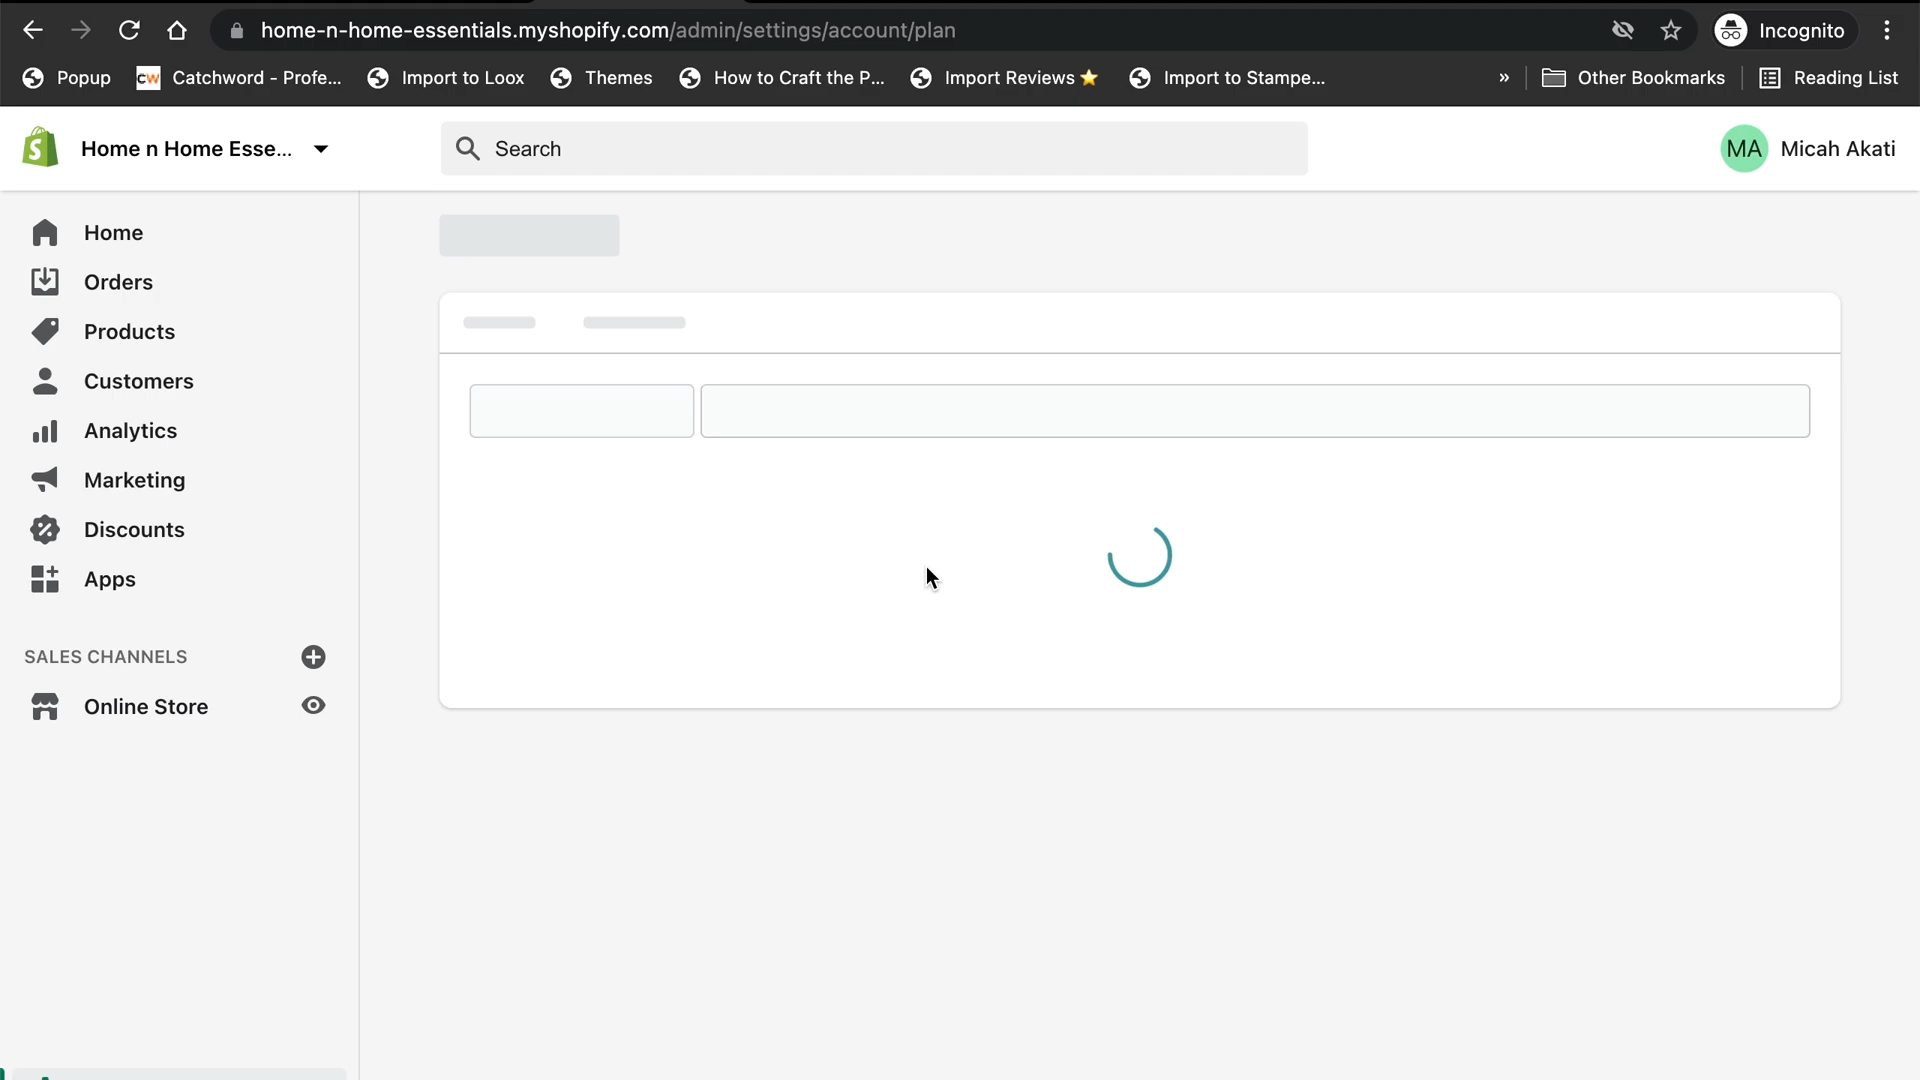 home-n-home-essentials.myshopify.com/admin/settings/account/plan
Incognito
Popup
CW Catchword - Profe...
Import to Loox
Themes
How to Craft the P...
Import Reviews⭐
Import to Stampe...
»
Other Bookmarks
Reading List
Home n Home Esse...
Search
MA Micah Akati
Home
Orders
Products
Customers
Analytics
Marketing
Discounts
Apps
SALES CHANNELS
Online Store